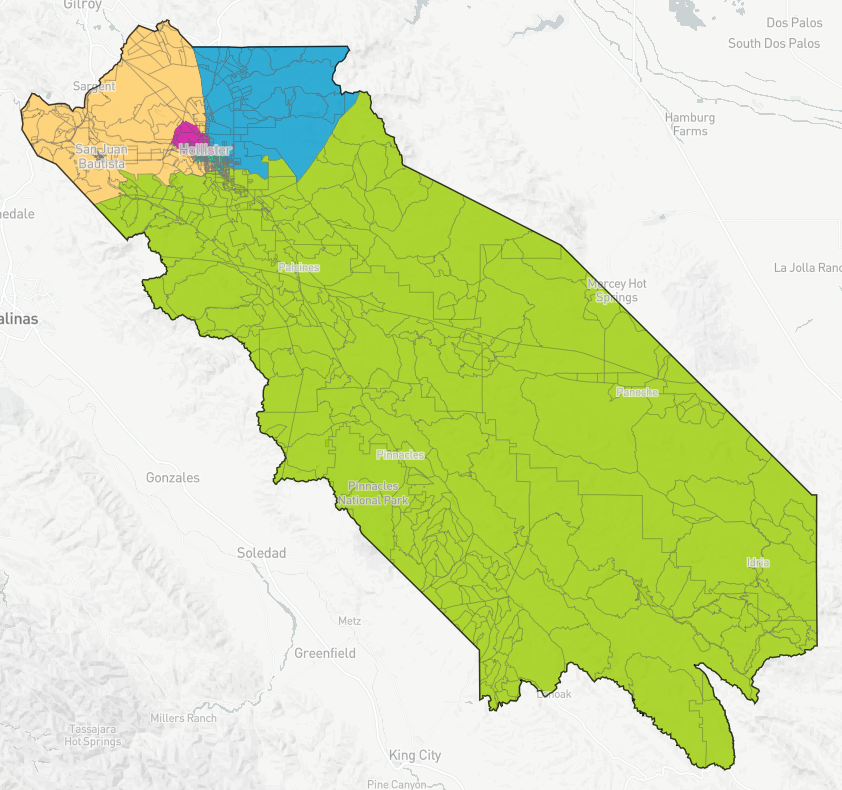 Gilroy
Dos Palos
South Dos Palos
Sargent
Hamburg
Farms
San Juan
Bautista
Hollister
nedale
Paicines
La Jolla Ranc
Mercey Hot
Springs
alinas
Panoche
Pinnacles
Gonzales
Pinnacles
National Park
Soledad
Idria
Metz
Greenfield
Millers Ranch
Tassajara
Hot Springs
King City
Pine Canyon